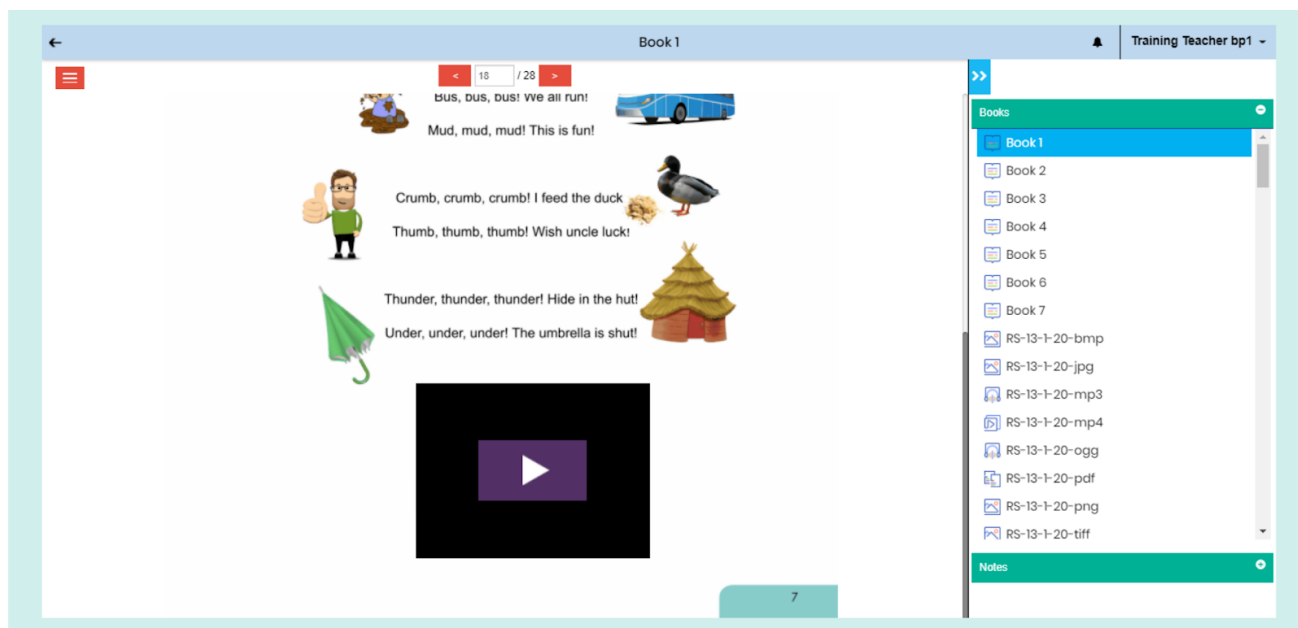 Book 1
Training Teacher bp1
< 18 / 28 >
Bus, bus, bus! We all run!
Mud, mud, mud! This is fun!
Crumb, crumb, crumb! I feed the duck
Thumb, thumb, thumb! Wish uncle luck!
Thunder, thunder, thunder! Hide in the hut!
Under, under, under! The umbrella is shut!
7
>>
Books
Book 1
Book 2
Book 3
Book 4
Book 5
Book 6
Book 7
RS-13-1-20-bmp
RS-13-1-20-jpg
RS-13-1-20-mp3
RS-13-1-20-mp4
RS-13-1-20-ogg
RS-13-1-20-pdf
RS-13-1-20-png
RS-13-1-20-tiff
Notes